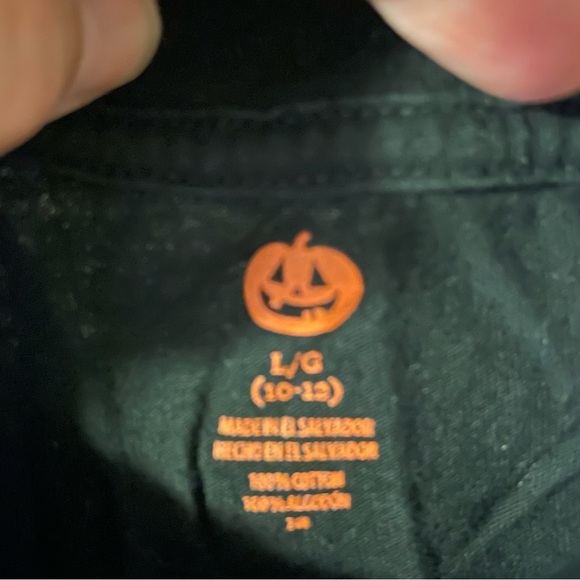 L/G
(10-12)
MADE IN EL SALVADOR
HECHO EN EL SALVADOR
100% COTTON
100% ALGODÓN